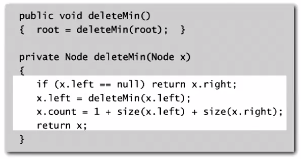 public void deleteMin()
{  root = deleteMin(root);  }
private Node deleteMin(Node x)
{
if (x.left == null) return x.right;
x.left = deleteMin(x.left);
x.count = 1 + size(x.left) + size(x.right);
return x;
}